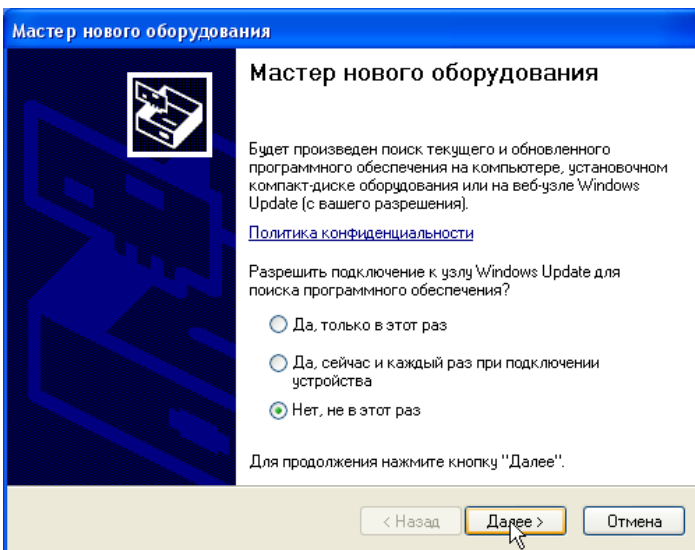 Мастер нового оборудования
Мастер нового оборудования
Будет произведен поиск текущего и обновленного
программного обеспечения на компьютере, установочном
компакт-диске оборудования или на веб-узле Windows
Update (с вашего разрешения).
Политика конфиденциальности
Разрешить подключение к узлу Windows Update для
поиска программного обеспечения?
Да, только в этот раз
Да, сейчас и каждый раз при подключении
устройства
Нет, не в этот раз
Для продолжения нажмите кнопку "Далее".
< Назад Далее > Отмена